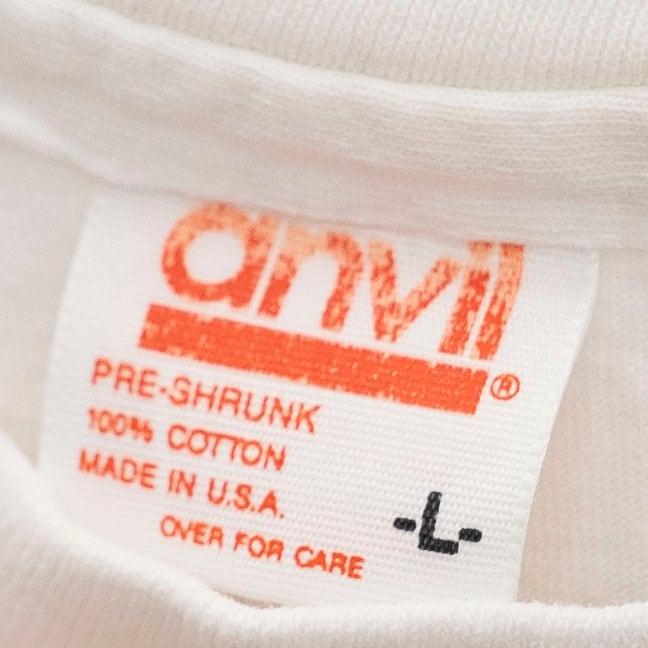 anvil®
PRE-SHRUNK
100% COTTON
MADE IN U.S.A.
-L-
OVER FOR CARE